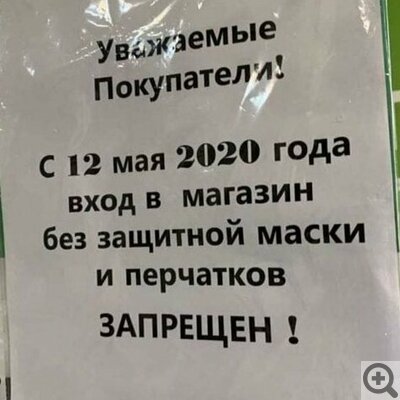 Уважаемые
Покупатели!
С 12 мая 2020 года
вход в магазин
без защитной маски
и перчатков
ЗАПРЕЩЕН !